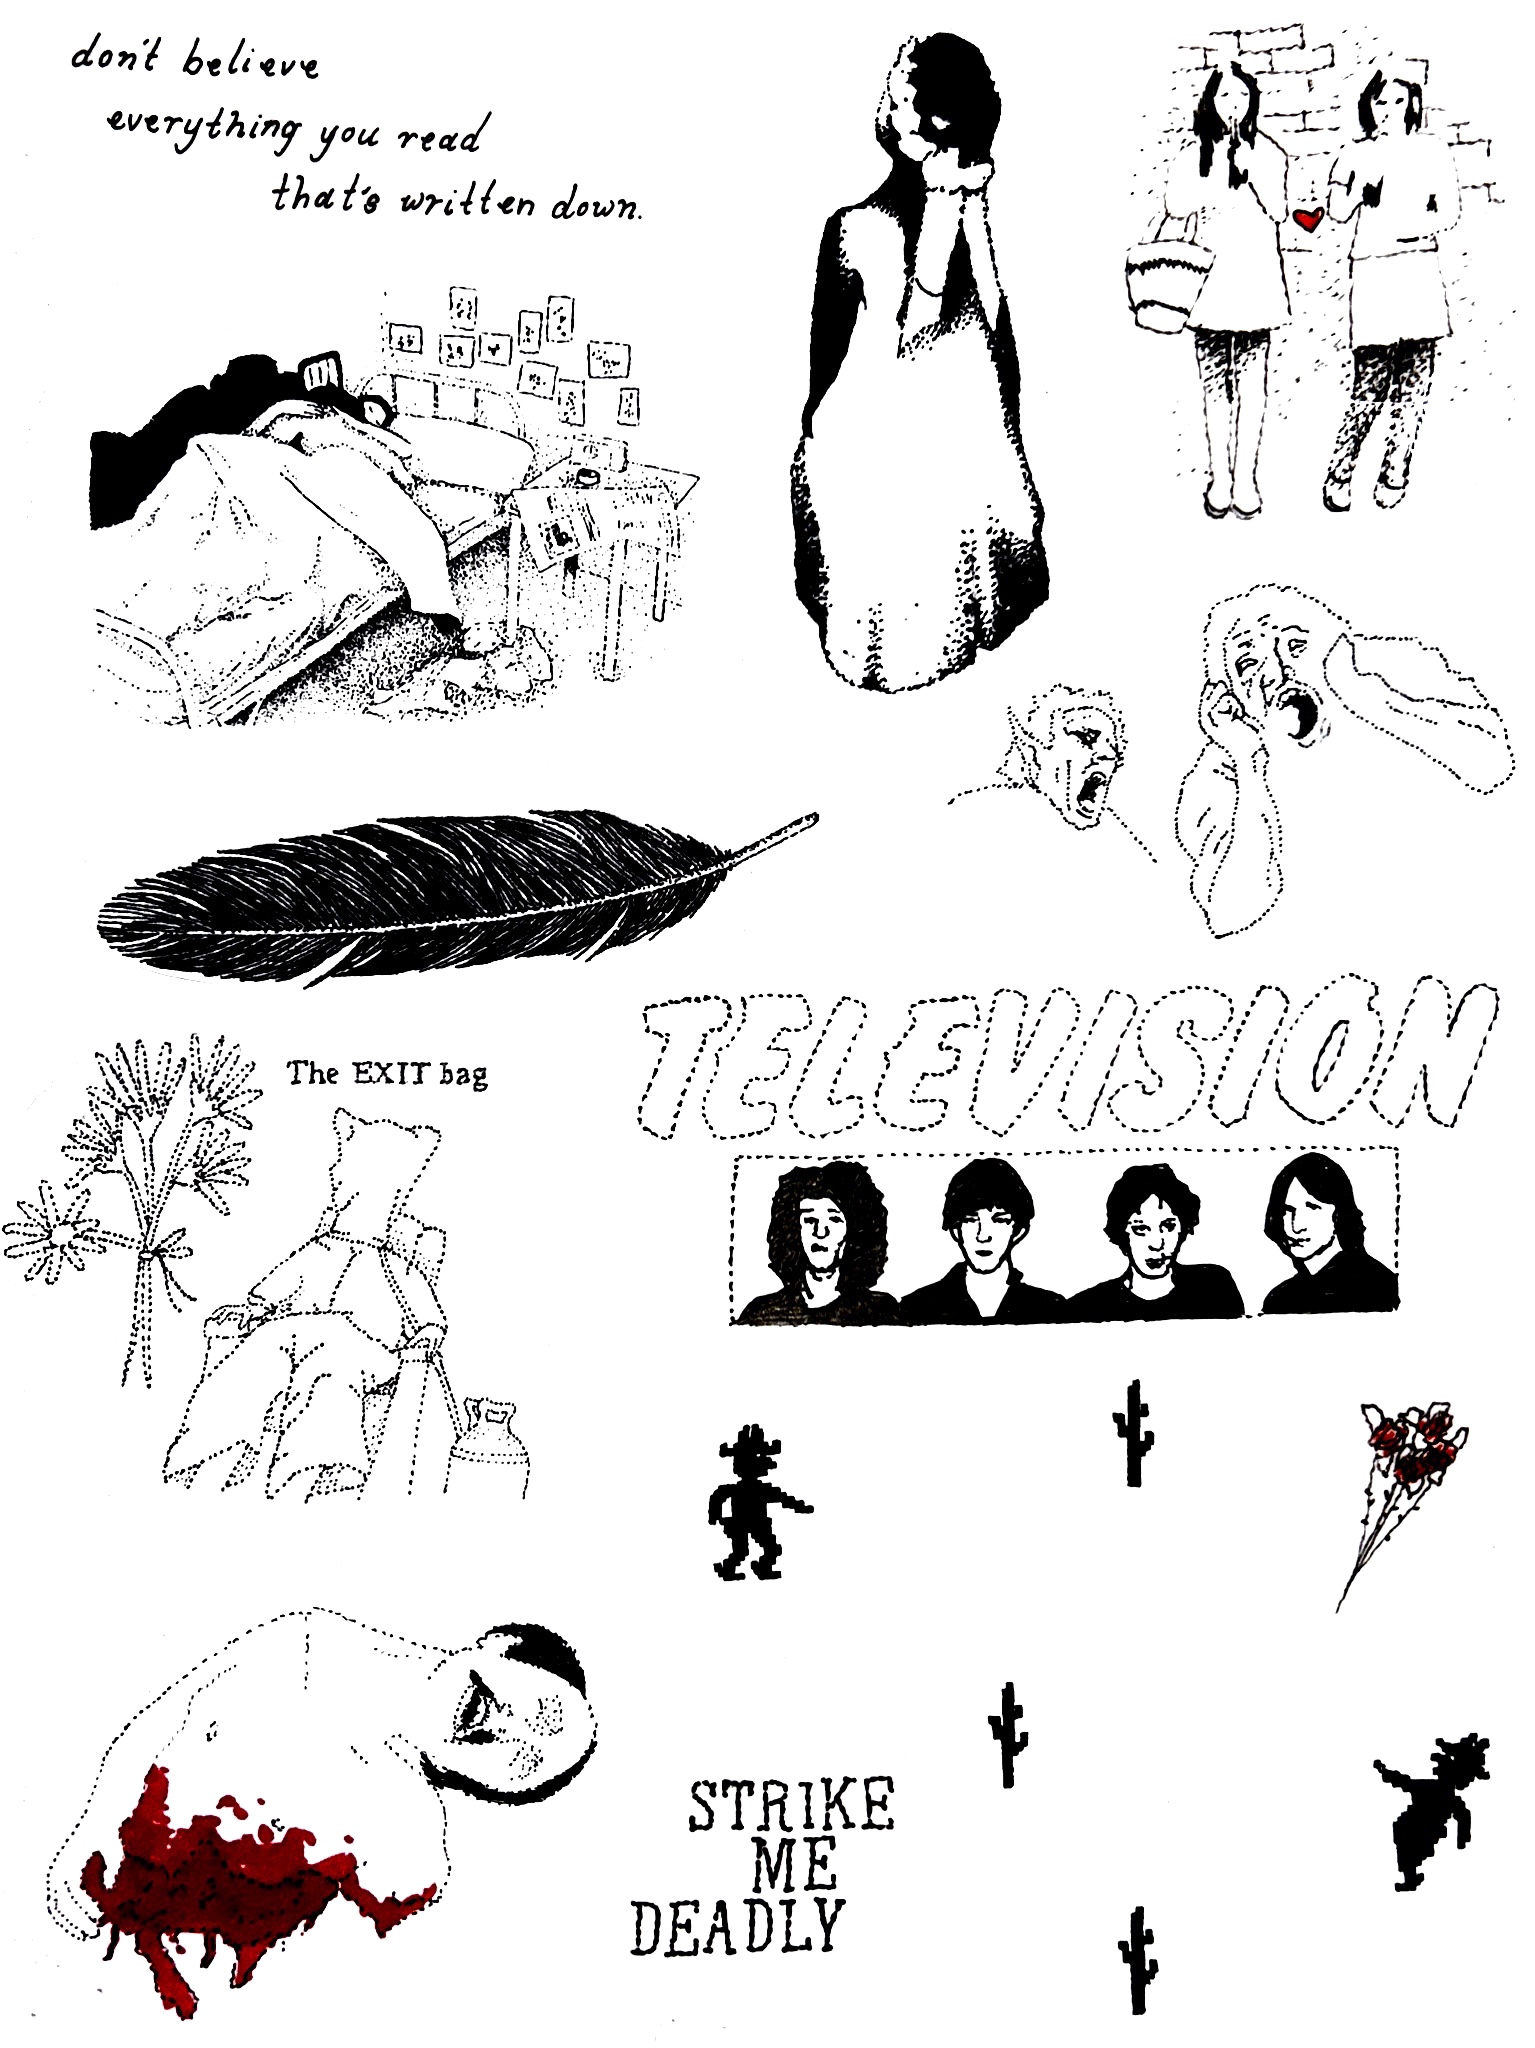 don't believe
everything you read
that's written down.
The EXIT bag
TELEVISION
STRIKE
ME
DEADLY